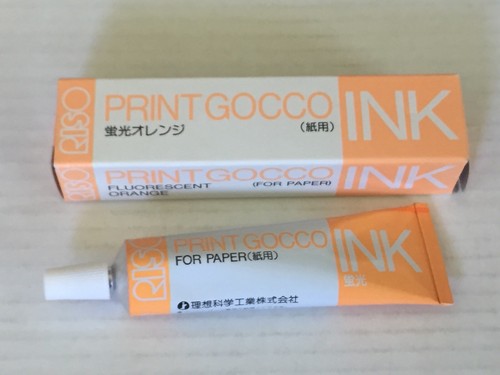 RISO PRINT GOCCO INK
蛍光オレンジ (紙用)
RISO PRINT GOCCO INK
FLUORESCENT (FOR PAPER)
ORANGE
RISO PRINT GOCCO INK
FOR PAPER(紙用)
蛍光
理想科学工業株式会社